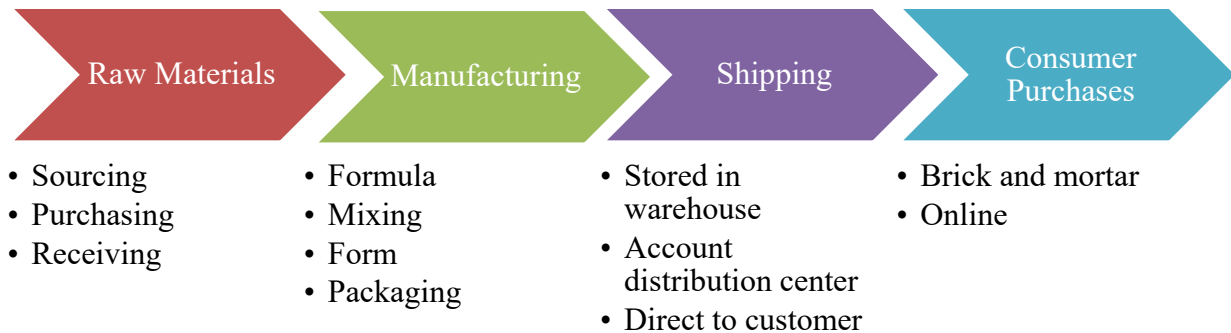 Raw Materials
• Sourcing
• Purchasing
• Receiving
Manufacturing
• Formula
• Mixing
• Form
• Packaging
Shipping
• Stored in
warehouse
• Account
distribution center
• Direct to customer
Consumer
Purchases
• Brick and mortar
• Online